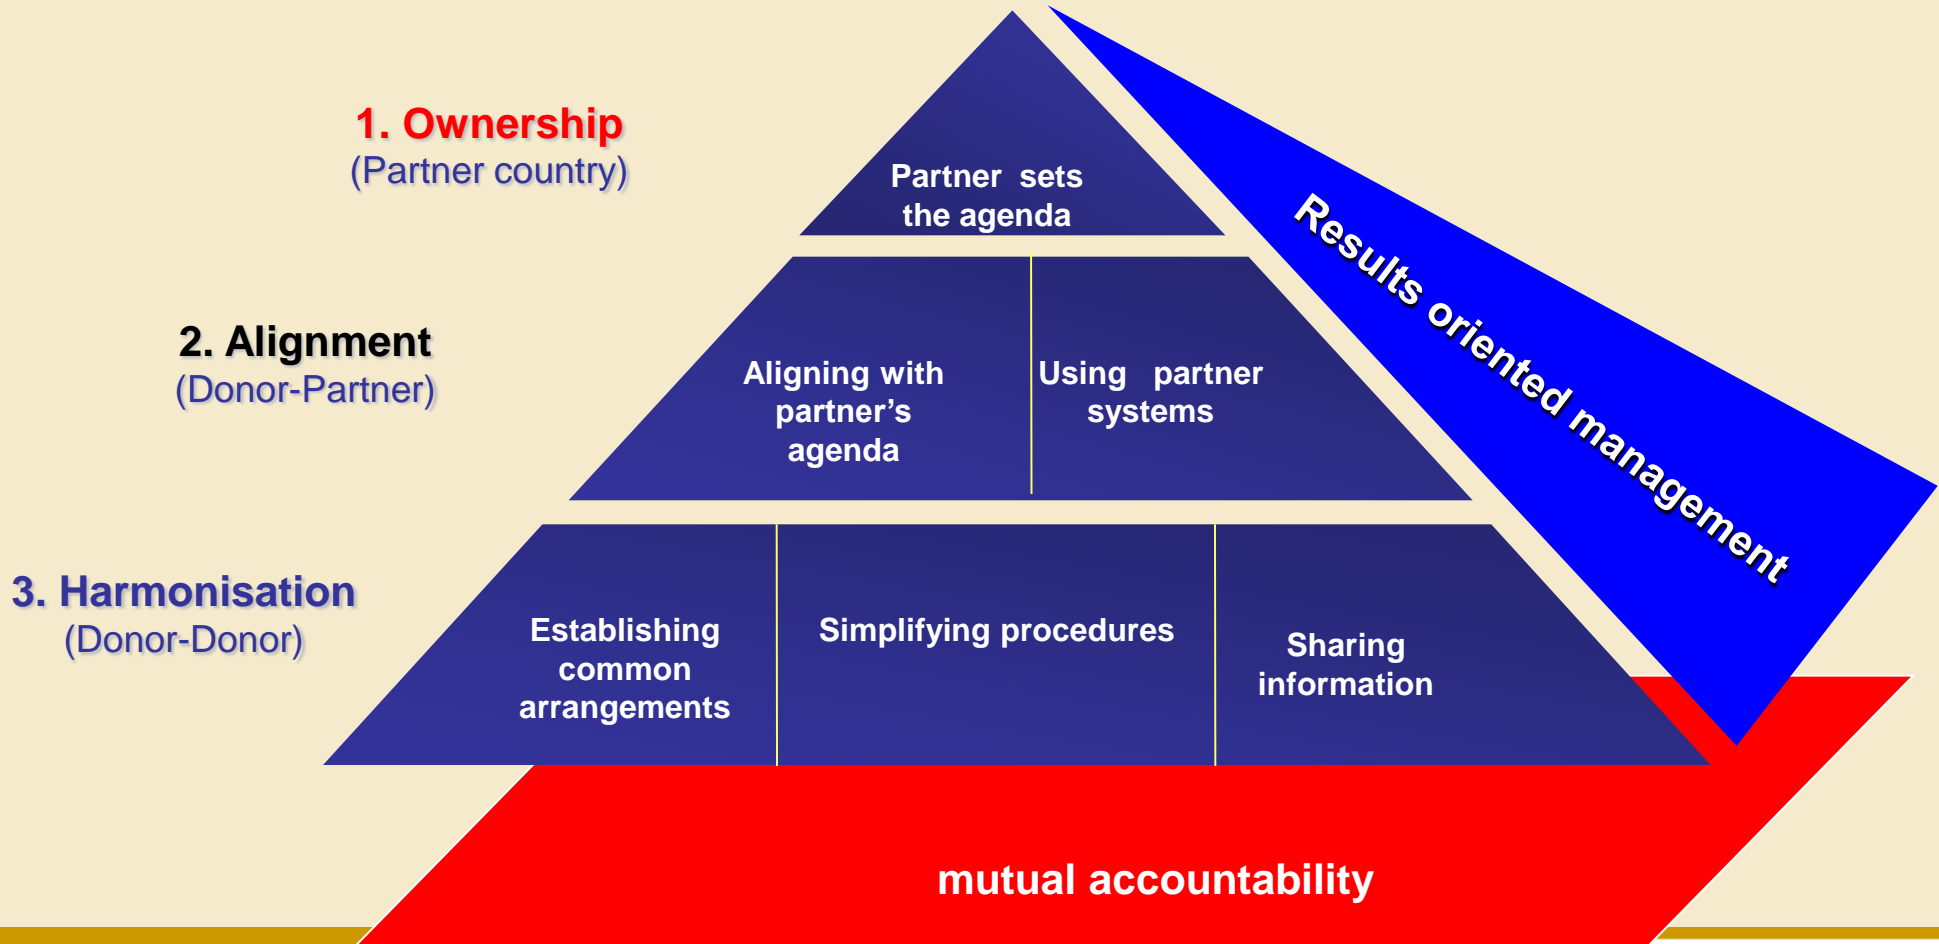 1. Ownership
(Partner country)
Partner sets
the agenda
Results oriented management
2. Alignment
(Donor-Partner)
Aligning with
partner’s
agenda
Using partner
systems
3. Harmonisation
(Donor-Donor)
Establishing
common
arrangements
Simplifying procedures
Sharing
information
mutual accountability